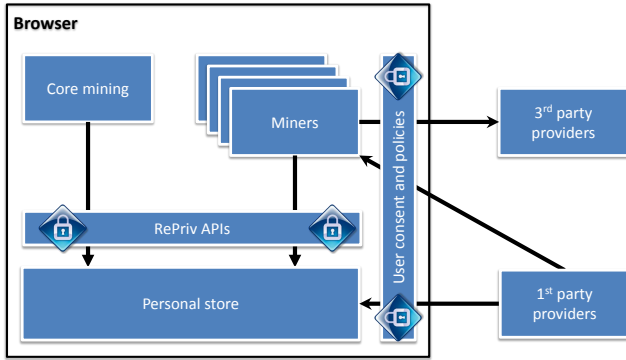 Browser
Core mining
Miners
User consent and policies
3rd party
providers
RePriv APIs
Personal store
1st party
providers